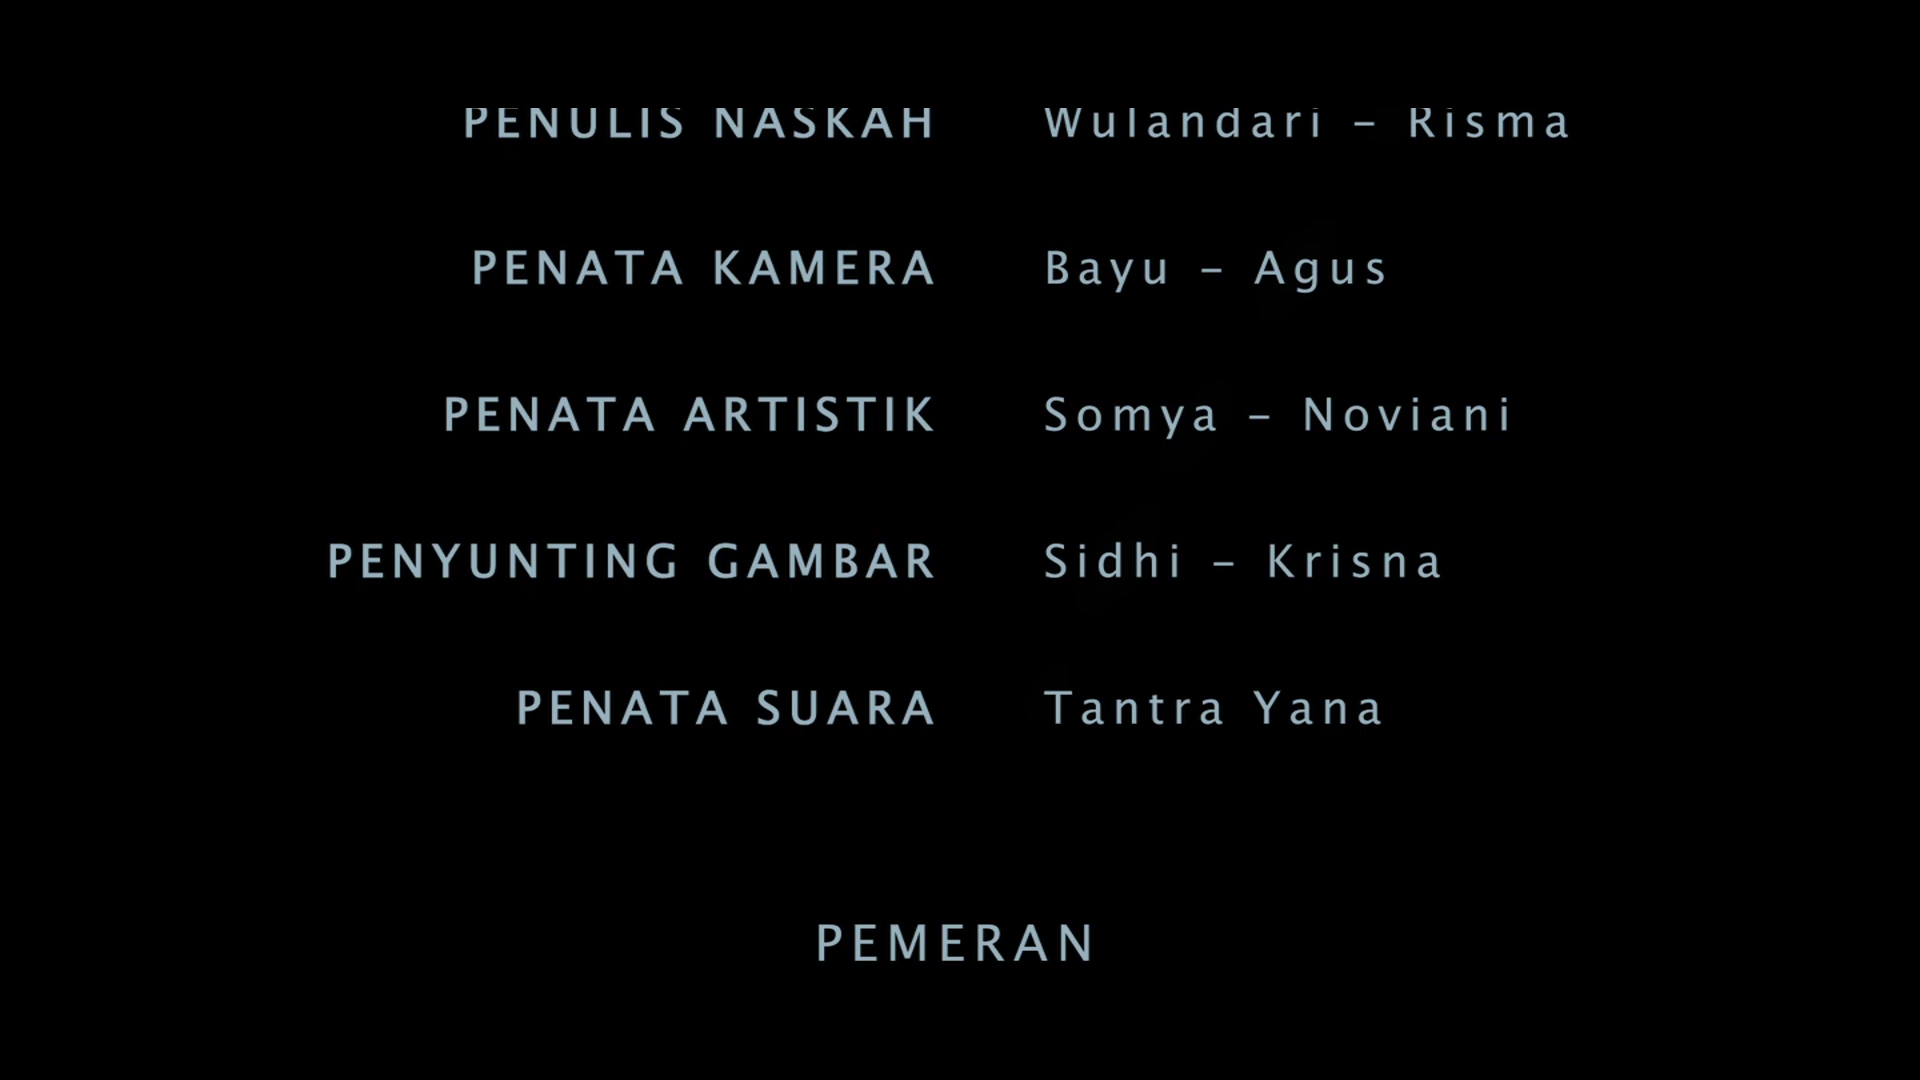 PENULIS NASKAH Wulandari – Risma
PENATA KAMERA Bayu – Agus
PENATA ARTISTIK Somya – Noviani
PENYUNTING GAMBAR Sidhi – Krisna
PENATA SUARA Tantra Yana
PEMERAN